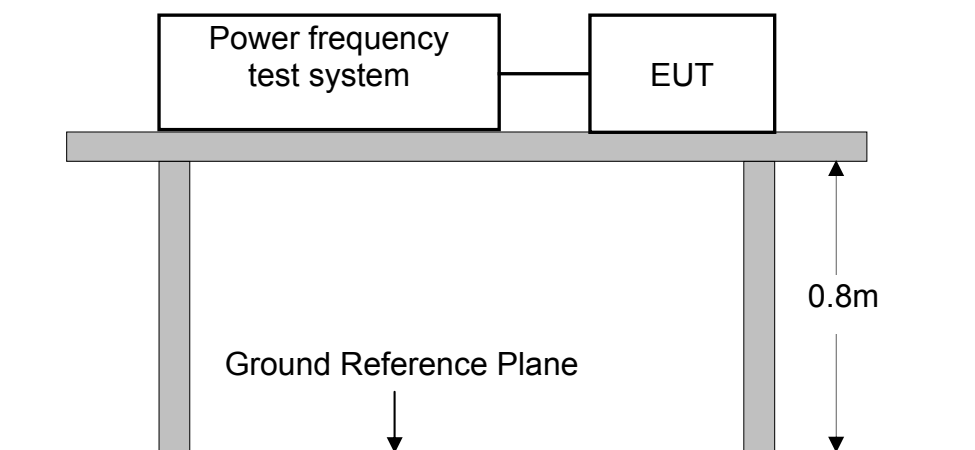 Power frequency
test system
EUT
0.8m
Ground Reference Plane